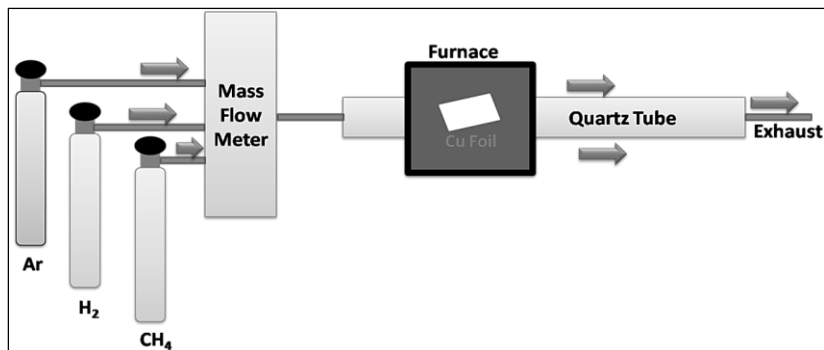 Furnace
Mass
Flow
Meter
Cu Foil
Quartz Tube
Exhaust
Ar
H₂
CH₄